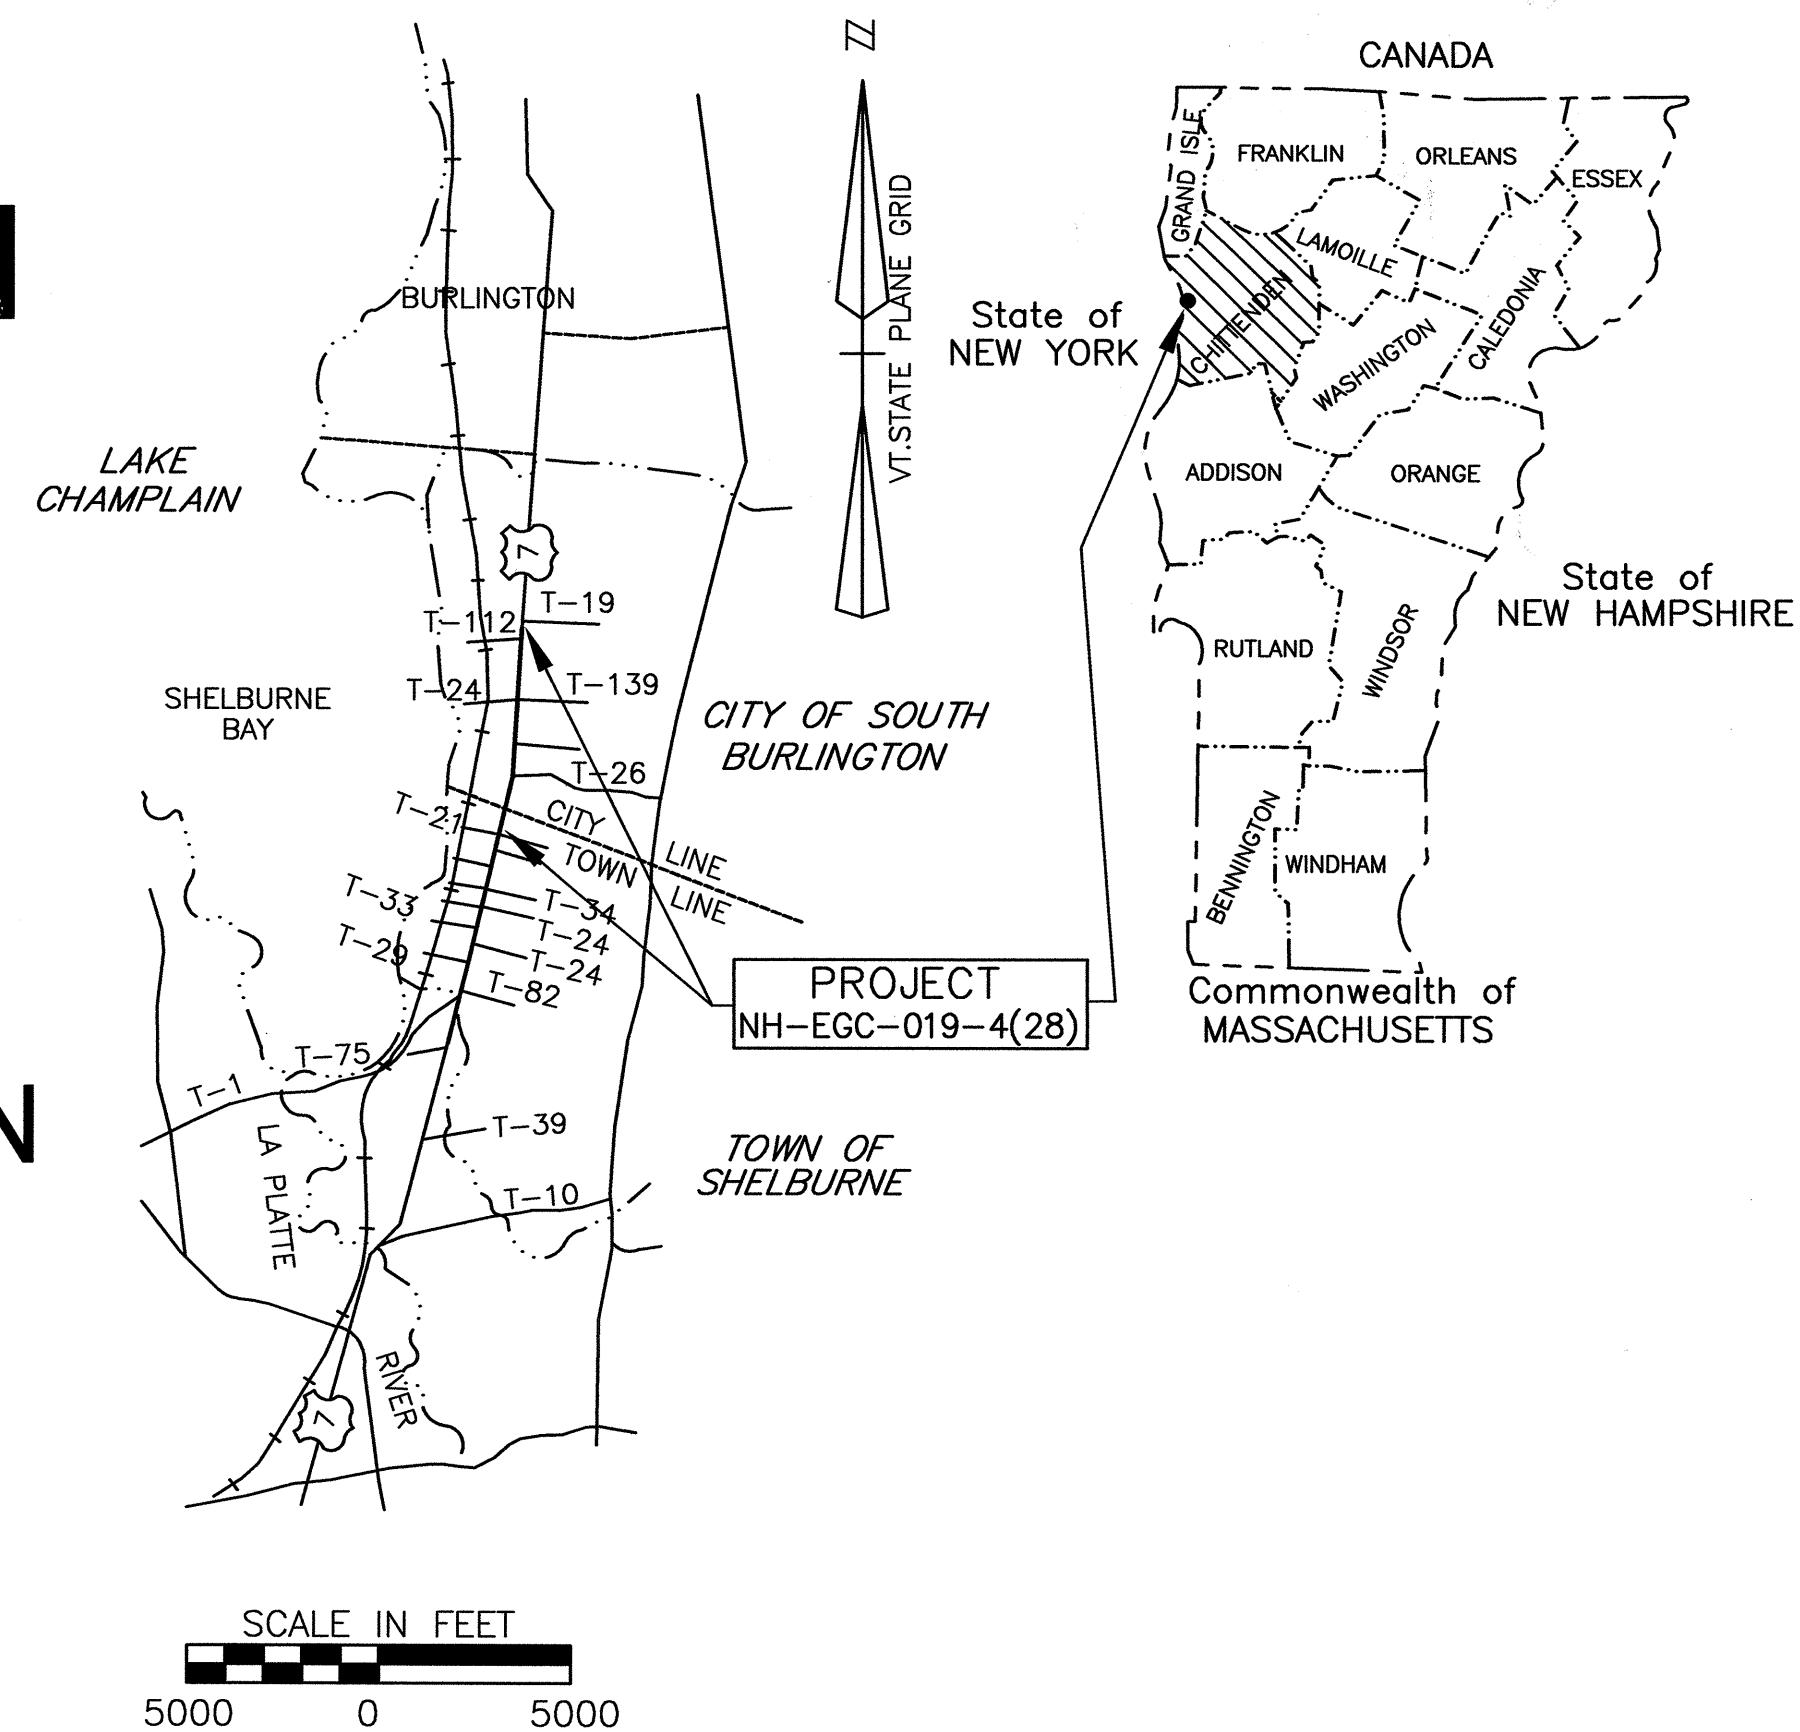 CANADA
GRAND ISLE
FRANKLIN
ORLEANS
ESSEX
LAMOILLE
CHITTENDEN
CALEDONIA
WASHINGTON
State of
NEW YORK
ADDISON
ORANGE
State of
NEW HAMPSHIRE
RUTLAND
WINDSOR
BENNINGTON
WINDHAM
Commonwealth of
MASSACHUSETTS
N
VT.STATE PLANE GRID
BURLINGTON
LAKE
CHAMPLAIN
7
T-19
T-112
T-24
T-139
SHELBURNE
BAY
CITY OF SOUTH
BURLINGTON
T-26
T-21
CITY LINE
TOWN LINE
T-33
T-34
T-24
T-29
T-24
T-82
PROJECT
NH-EGC-019-4(28)
T-75
T-1
T-39
TOWN OF
SHELBURNE
T-10
LA PLATTE
RIVER
7
N
SCALE IN FEET
5000 0 5000